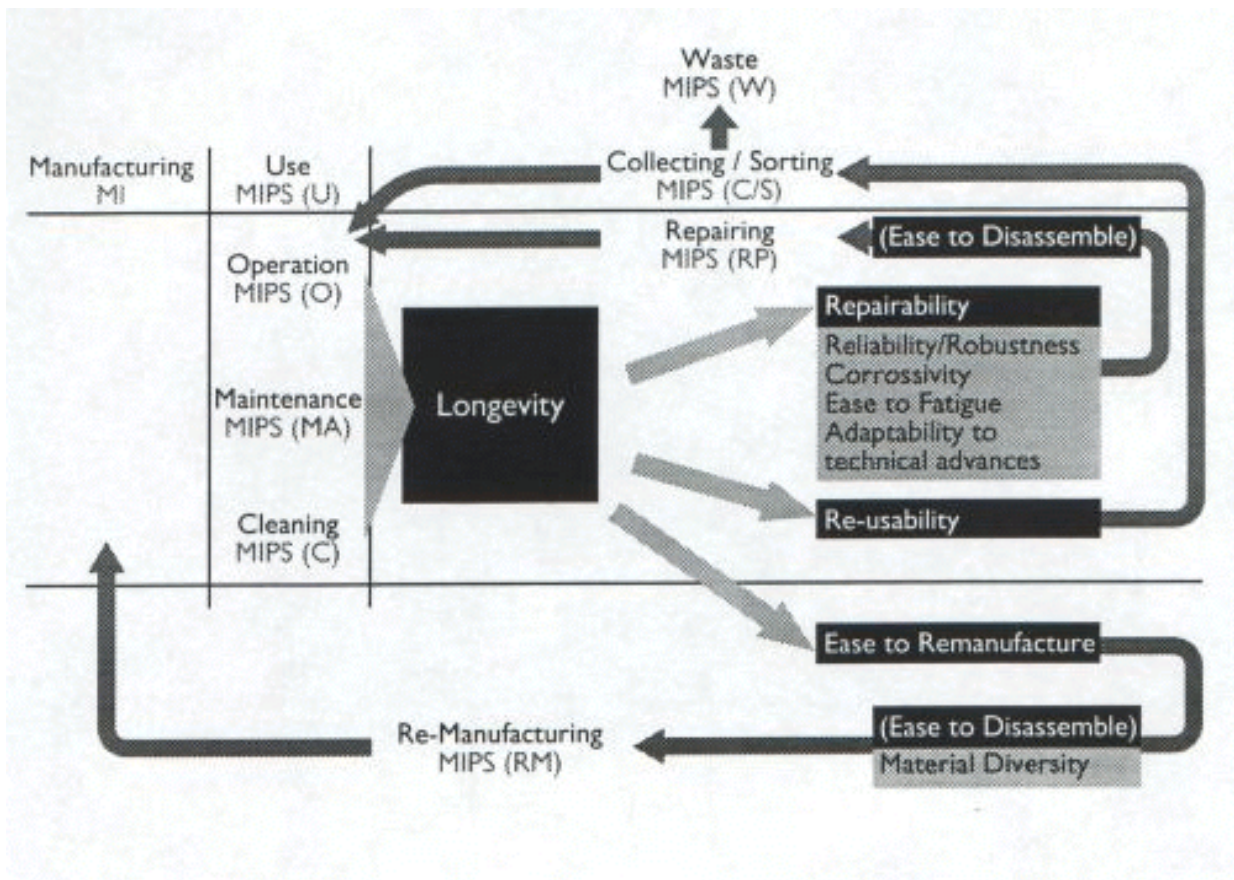 Waste
MIPS (W)
Manufacturing
MI
Use
MIPS (U)
Collecting / Sorting
MIPS (C/S)
Repairing
MIPS (RP)
(Ease to Disassemble)
Operation
MIPS (O)
Repairability
Reliability/Robustness
Corrossivity
Ease to Fatigue
Adaptability to
technical advances
Maintenance
MIPS (MA)
Longevity
Re-usability
Cleaning
MIPS (C)
Ease to Remanufacture
Re-Manufacturing
MIPS (RM)
(Ease to Disassemble)
Material Diversity